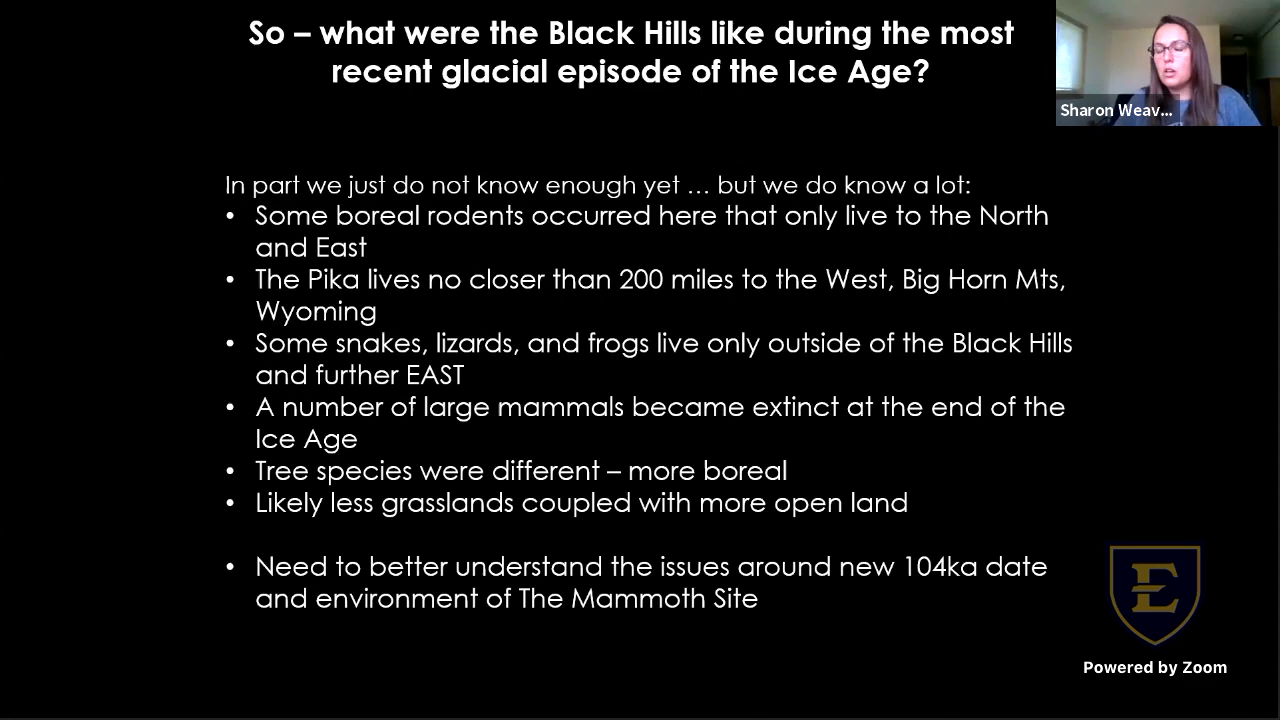 So – what were the Black Hills like during the most
recent glacial episode of the Ice Age?
Sharon Weav...
In part we just do not know enough yet … but we do know a lot:
• Some boreal rodents occurred here that only live to the North
and East
• The Pika lives no closer than 200 miles to the West, Big Horn Mts,
Wyoming
• Some snakes, lizards, and frogs live only outside of the Black Hills
and further EAST
• A number of large mammals became extinct at the end of the
Ice Age
• Tree species were different – more boreal
• Likely less grasslands coupled with more open land
• Need to better understand the issues around new 104ka date
and environment of The Mammoth Site
E
Powered by Zoom